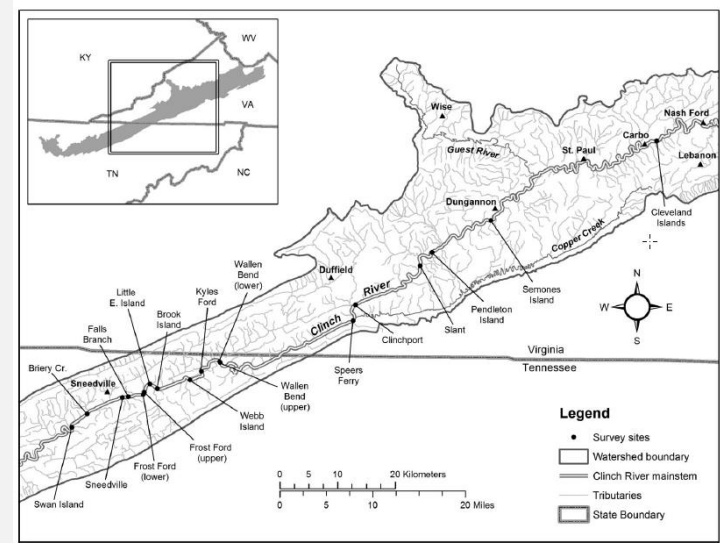 KY
WV
VA
TN
NC
Wise
Guest River
Nash Ford
Carbo
St. Paul
Lebanon
Dungannon
Cleveland
Islands
Copper Creek
Duffield
Semones
Island
Pendleton
Island
Slant
Clinch River
Clinchport
Speers
Ferry
Wallen
Bend
(lower)
Kyles
Ford
Little
E. Island
Brook
Island
Falls
Branch
Briery Cr.
Sneedville
Wallen
Bend
(upper)
Webb
Island
Frost Ford
(upper)
Frost Ford
(lower)
Sneedville
Swan Island
Virginia
Tennessee
N
W E
S
Legend
Survey sites
Watershed boundary
Clinch River mainstem
Tributaries
State Boundary
0 5 10 20 Kilometers
0 5 10 20 Miles